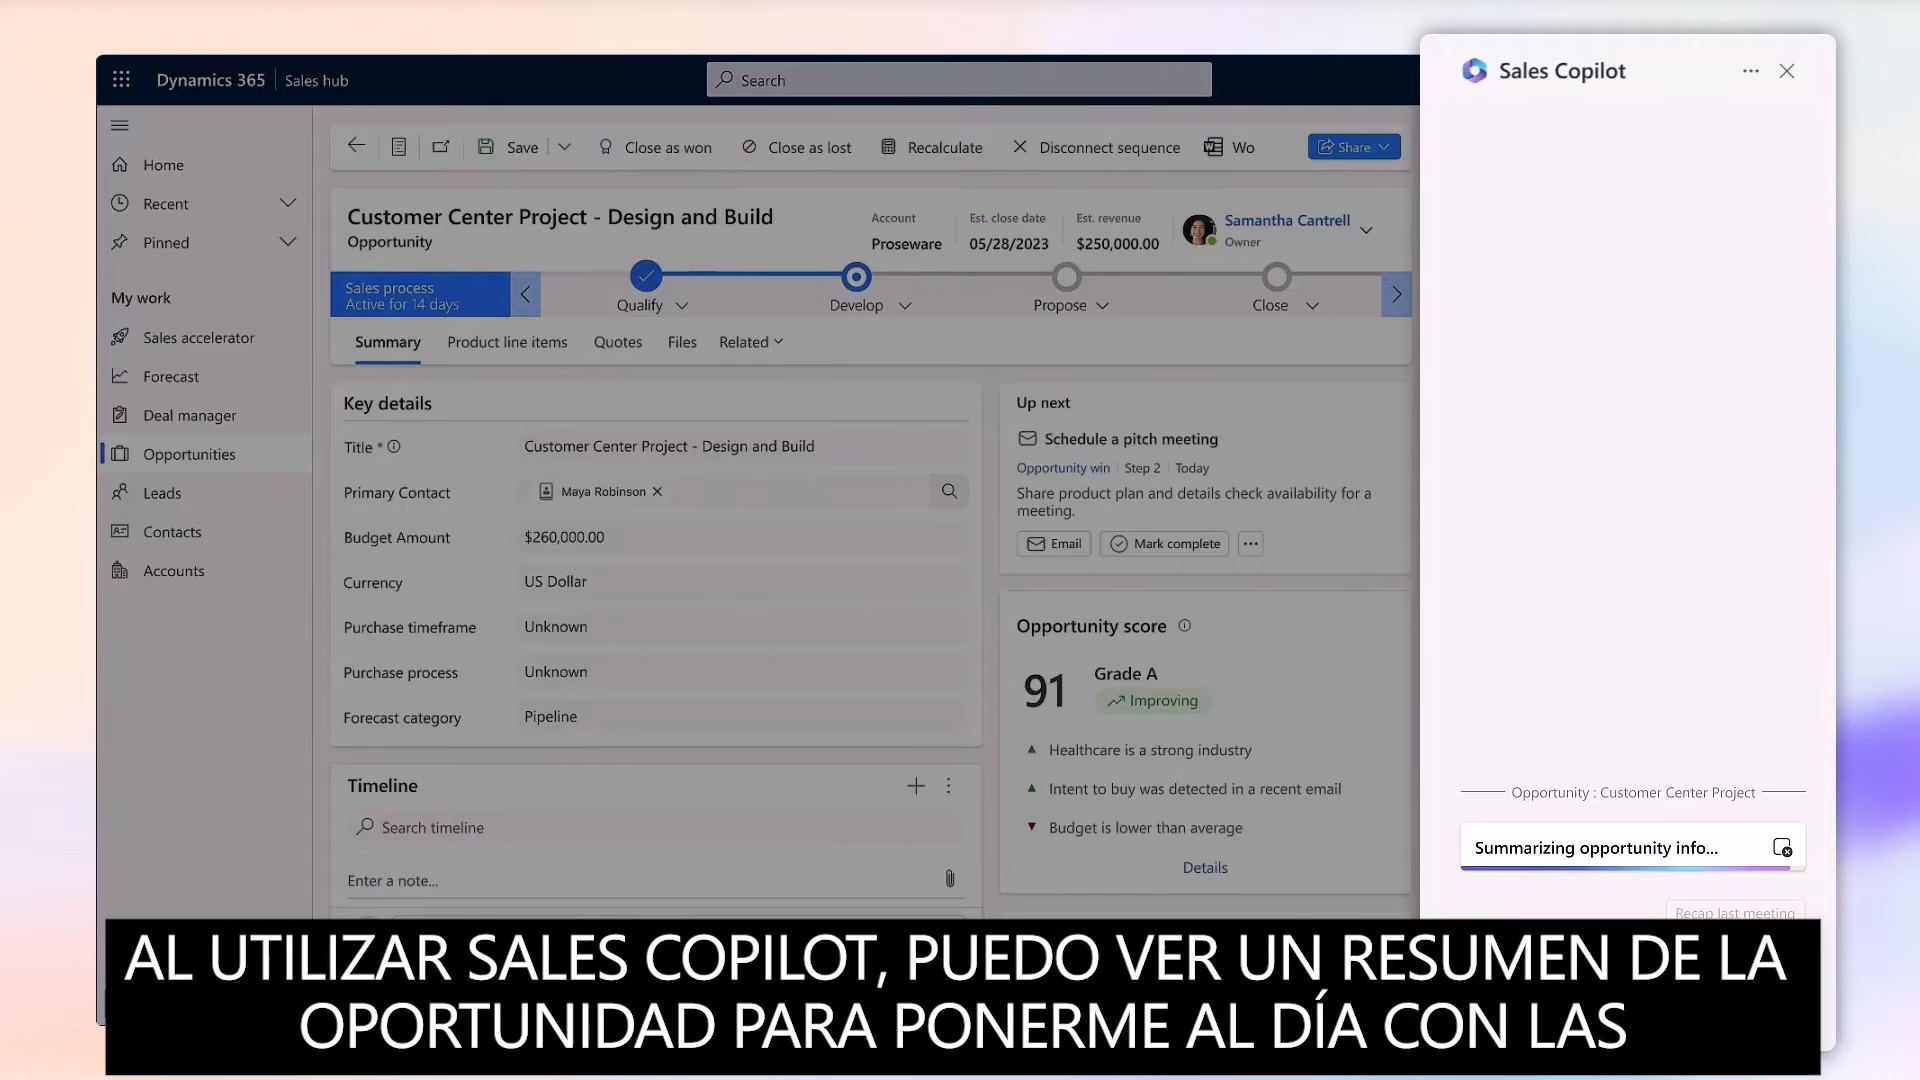 Dynamics 365
Sales hub
Search
Sales Copilot
Home
Recent
Pinned
My work
Sales accelerator
Forecast
Deal manager
Opportunities
Leads
Contacts
Accounts
Save
Close as won
Close as lost
Recalculate
Disconnect sequence
Wo
Share
Customer Center Project - Design and Build
Opportunity
Account
Proseware
Est. close date
05/28/2023
Est. revenue
$250,000.00
Samantha Cantrell
Owner
Sales process
Active for 14 days
Qualify
Develop
Propose
Close
Summary
Product line items
Quotes
Files
Related
Key details
Title *
Customer Center Project - Design and Build
Primary Contact
Maya Robinson
Budget Amount
$260,000.00
Currency
US Dollar
Purchase timeframe
Unknown
Purchase process
Unknown
Forecast category
Pipeline
Timeline
Search timeline
Enter a note...
Up next
Schedule a pitch meeting
Opportunity win
Step 2
Today
Share product plan and details check availability for a
meeting.
Email
Mark complete
Opportunity score
91
Grade A
Improving
Healthcare is a strong industry
Intent to buy was detected in a recent email
Budget is lower than average
Details
Opportunity : Customer Center Project
Summarizing opportunity info...
Recap last meeting
AL UTILIZAR SALES COPILOT, PUEDO VER UN RESUMEN DE LA
OPORTUNIDAD PARA PONERME AL DÍA CON LAS